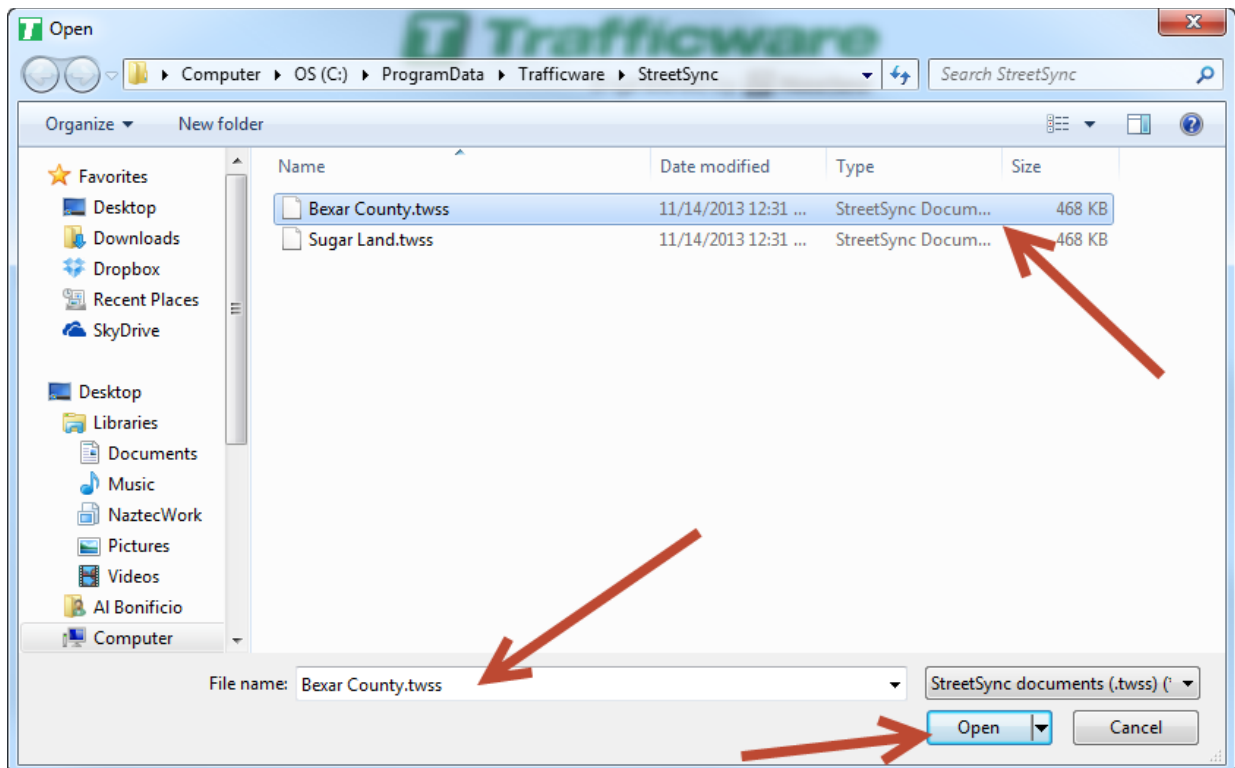 Open
Trafficware
Computer OS (C:) ProgramData Trafficware StreetSync
Search StreetSync
Organize New folder
Name Date modified Type Size
Favorites
Desktop
Downloads
Dropbox
Recent Places
SkyDrive
Desktop
Libraries
Documents
Music
NaztecWork
Pictures
Videos
Al Bonificio
Computer
Bexar County.twss 11/14/2013 12:31 ... StreetSync Docum... 468 KB
Sugar Land.twss 11/14/2013 12:31 ... StreetSync Docum... 468 KB
File name: Bexar County.twss StreetSync documents (.twss) (
Open Cancel